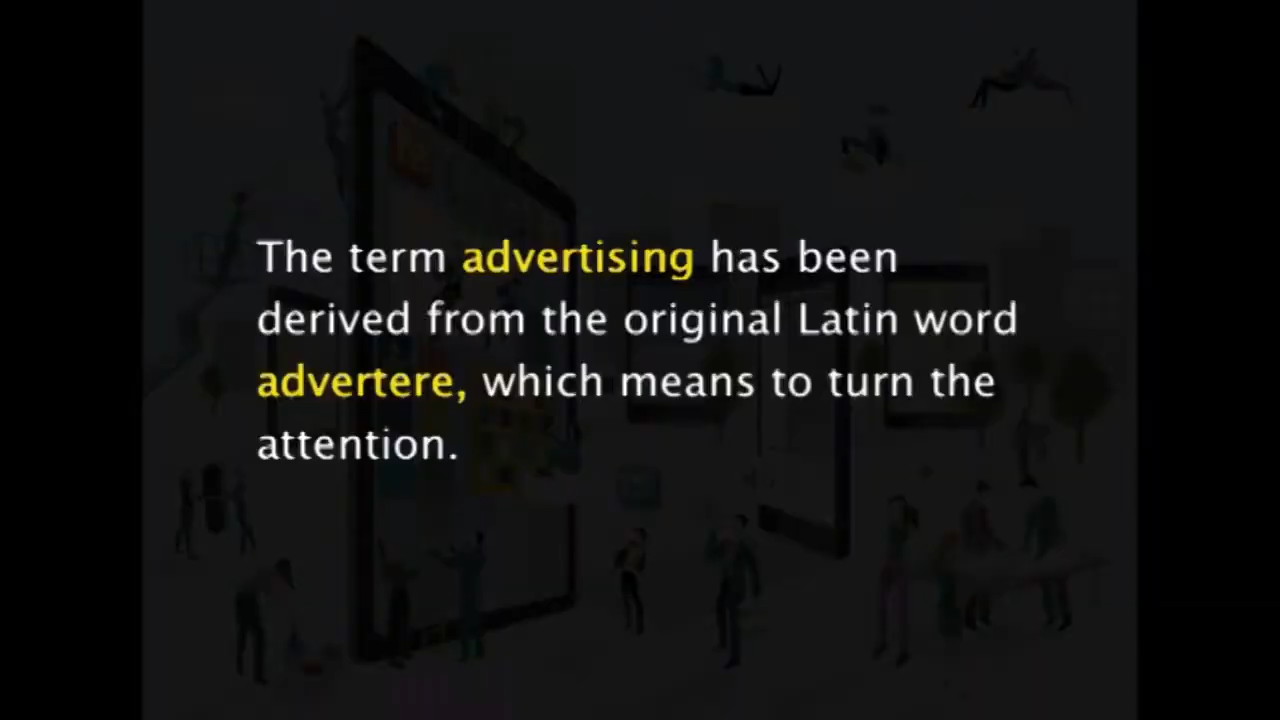 The term advertising has been
derived from the original Latin word
advertere, which means to turn the
attention.